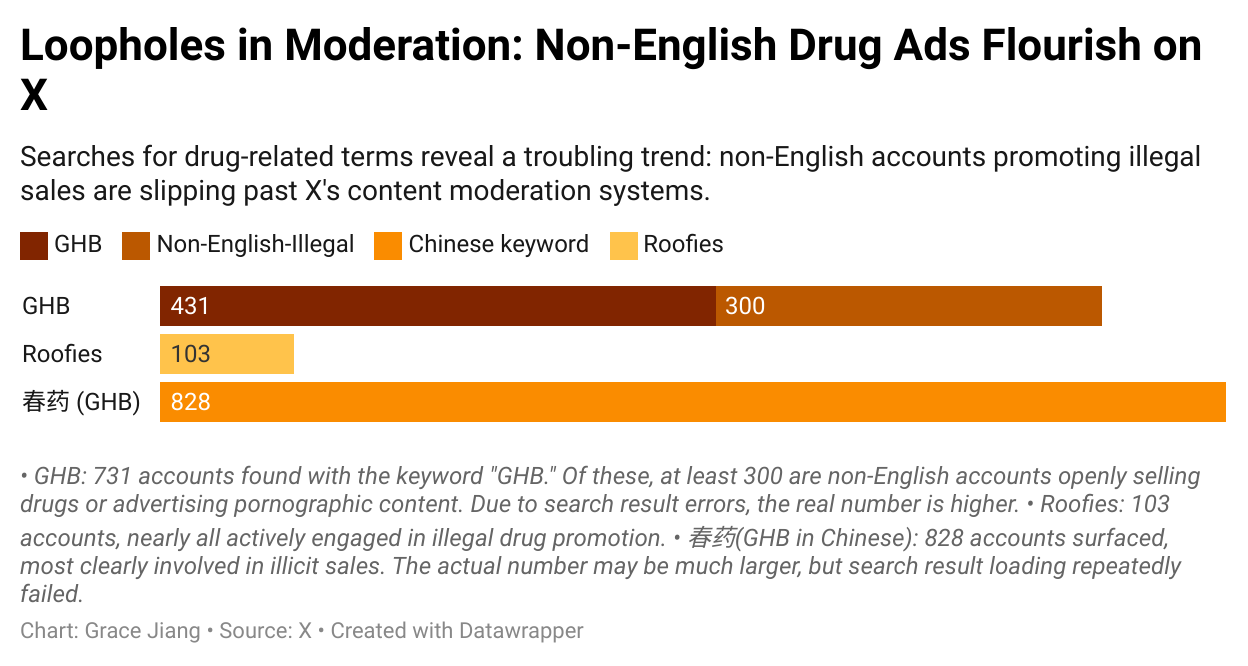 Loopholes in Moderation: Non-English Drug Ads Flourish on
X
Searches for drug-related terms reveal a troubling trend: non-English accounts promoting illegal
sales are slipping past X's content moderation systems.
GHB Non-English-Illegal Chinese keyword Roofies
GHB 431 300
Roofies 103
春药 (GHB) 828
• GHB: 731 accounts found with the keyword "GHB." Of these, at least 300 are non-English accounts openly selling
drugs or advertising pornographic content. Due to search result errors, the real number is higher. • Roofies: 103
accounts, nearly all actively engaged in illegal drug promotion. • 春药(GHB in Chinese): 828 accounts surfaced,
most clearly involved in illicit sales. The actual number may be much larger, but search result loading repeatedly
failed.
Chart: Grace Jiang • Source: X • Created with Datawrapper